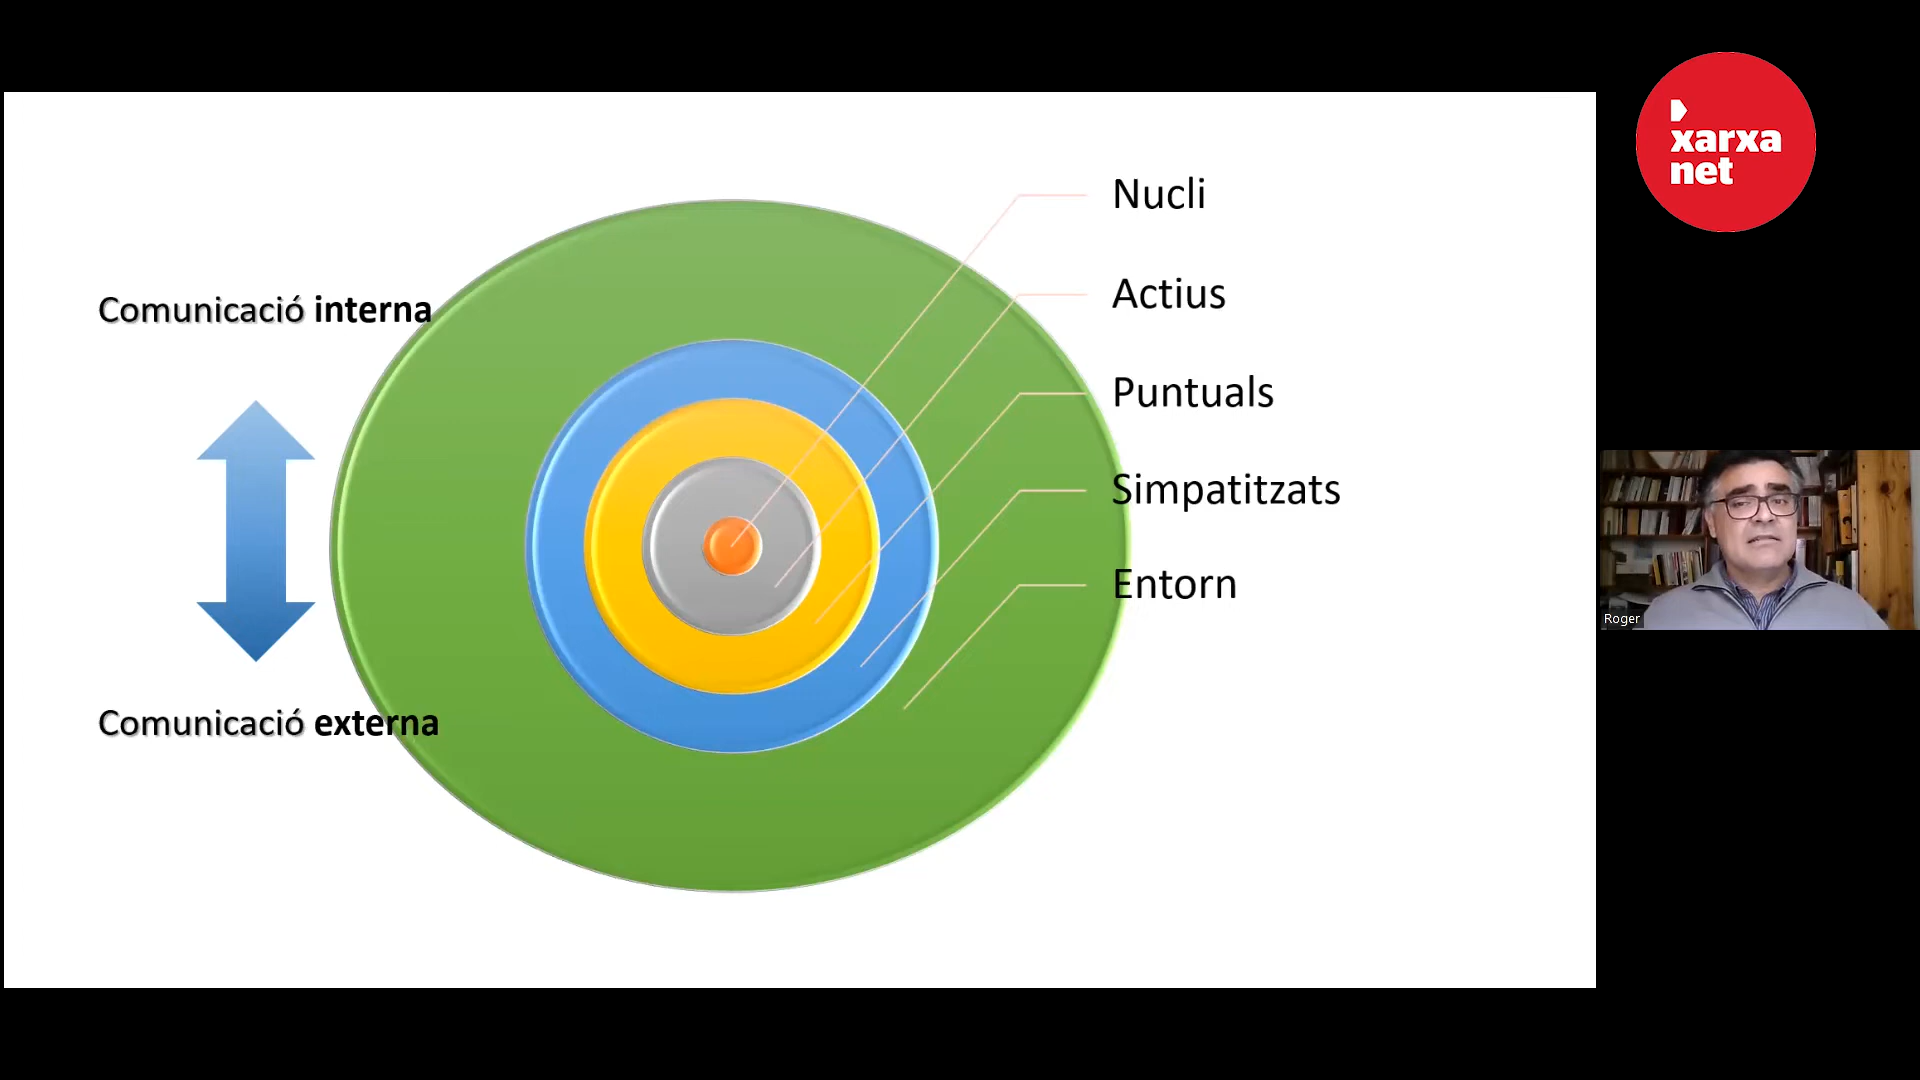 Comunicació interna
Comunicació externa
Nucli
Actius
Puntuals
Simpatitzats
Entorn
xarxa
net
Roger